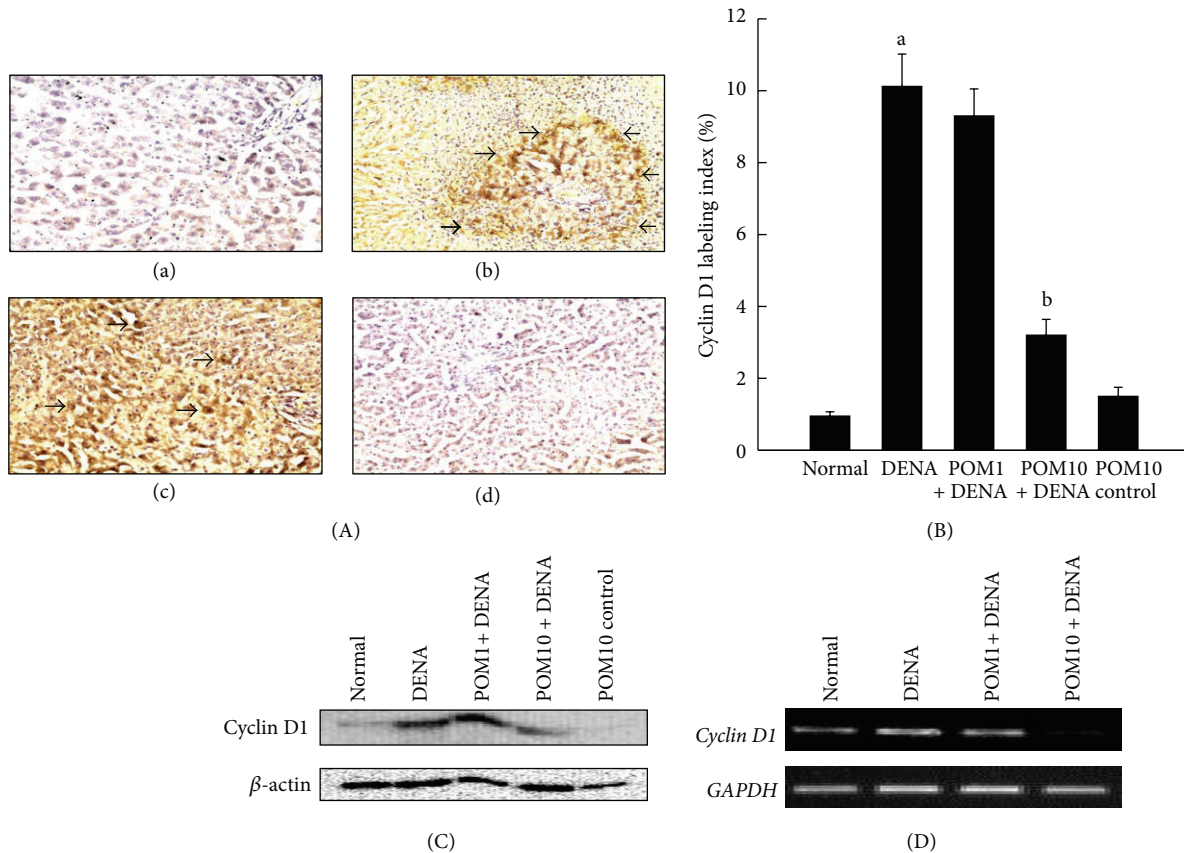 (a)
(b)
(c)
(d)
(A)
Cyclin D1 labeling index (%)
12
10
8
6
4
2
0
a
b
Normal
DENA
POM1
+ DENA
POM10
+ DENA
POM10
control
(B)
Normal
DENA
POM1+ DENA
POM10 + DENA
POM10 control
Cyclin D1
β-actin
(C)
Normal
DENA
POM1+ DENA
POM10 + DENA
Cyclin D1
GAPDH
(D)